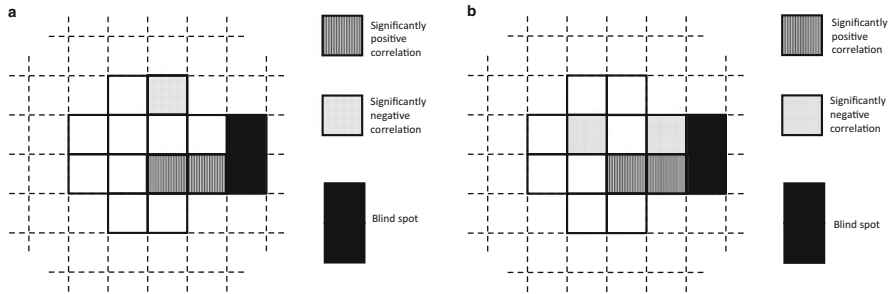 a
Significantly
positive
correlation
Significantly
negative
correlation
Blind spot
b
Significantly
positive
correlation
Significantly
negative
correlation
Blind spot